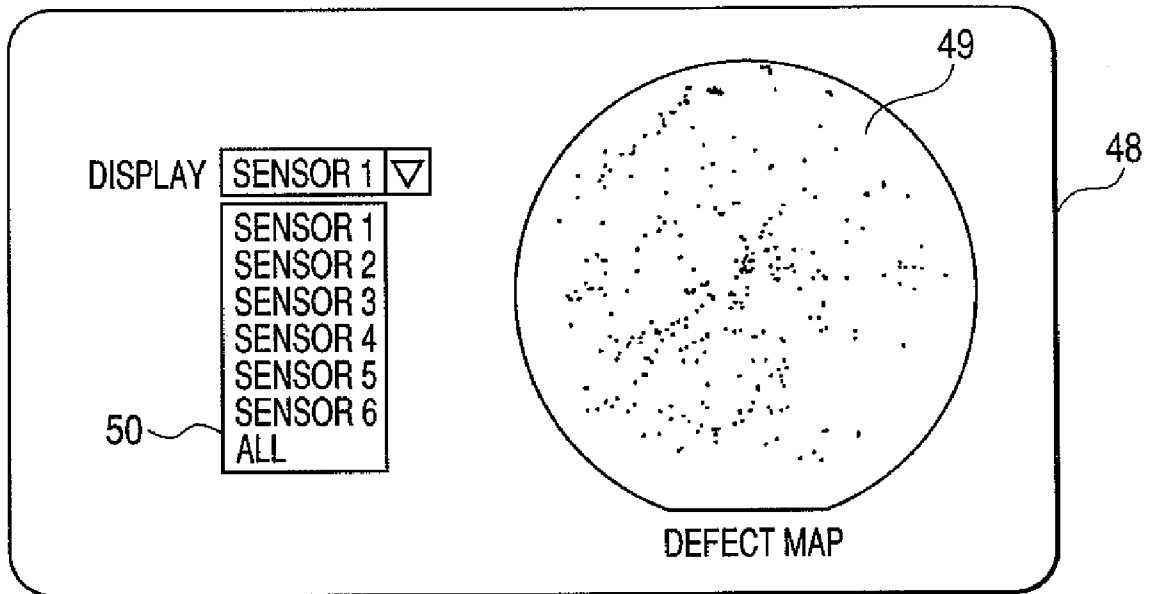 49
48
DISPLAY SENSOR 1
SENSOR 1
SENSOR 2
SENSOR 3
SENSOR 4
SENSOR 5
SENSOR 6
ALL
50
DEFECT MAP